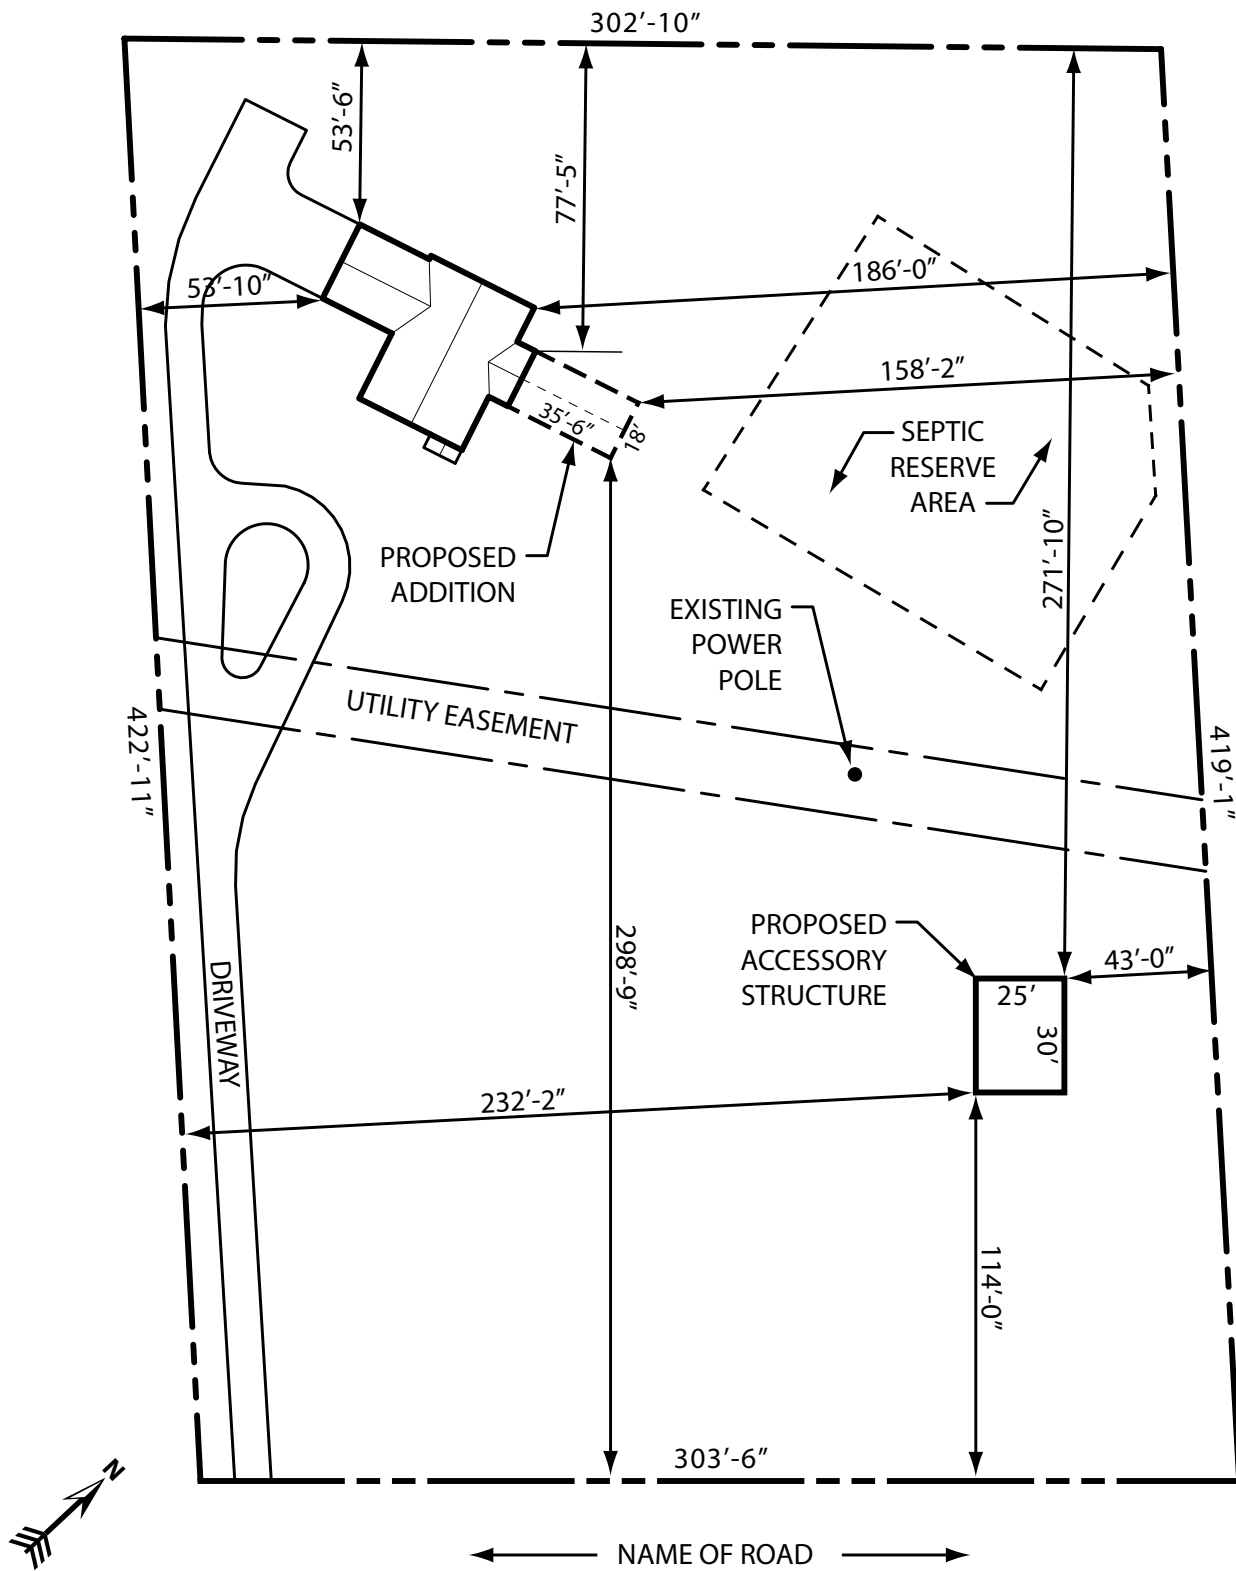 302’-10”
53’-6”
77’-5”
186’-0”
53’-10”
158’-2”
35’-6”
18’
SEPTIC
RESERVE
AREA
271’-10”
PROPOSED
ADDITION
EXISTING
POWER
POLE
UTILITY EASEMENT
422’-11”
419’-1”
PROPOSED
ACCESSORY
STRUCTURE
298’-9”
43’-0”
25’
30’
DRIVEWAY
232’-2”
114’-0”
303’-6”
N
NAME OF ROAD